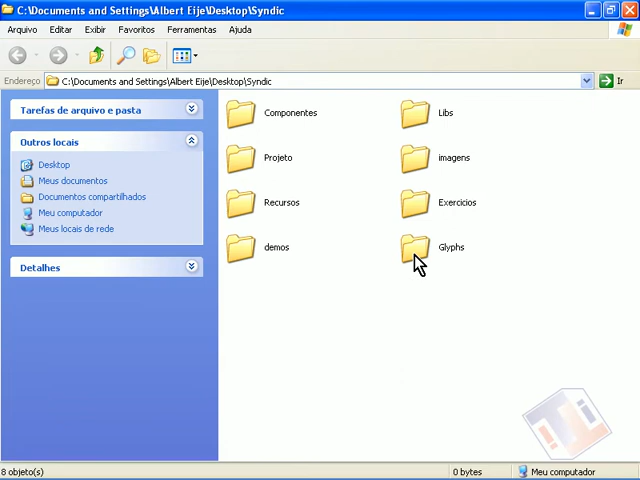 C:\Documents and Settings\Albert Eije\Desktop\Syndic
Arquivo Editar Exibir Favoritos Ferramentas Ajuda
Endereço C:\Documents and Settings\Albert Eije\Desktop\Syndic Ir
Tarefas de arquivo e pasta
Outros locais
Desktop
Meus documentos
Documentos compartilhados
Meu computador
Meus locais de rede
Detalhes
Componentes Libs
Projeto imagens
Recursos Exercicios
demos Glyphs
8 objeto(s) 0 bytes Meu computador